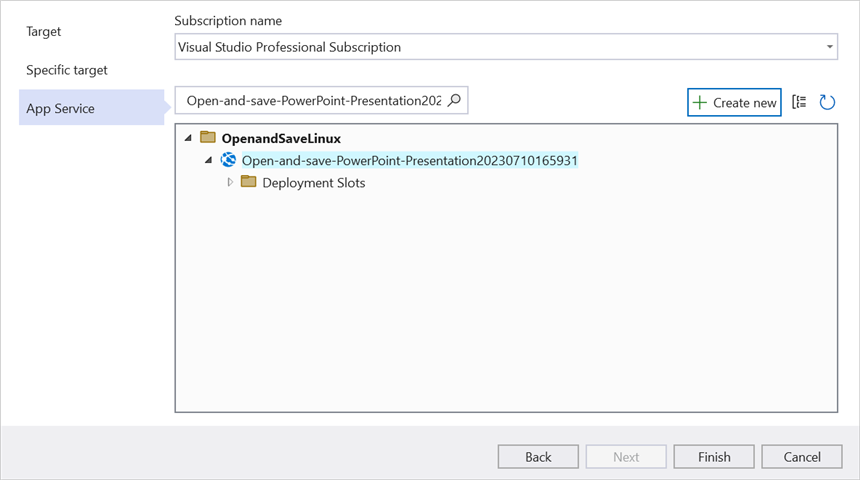 Target
Specific target
App Service
Subscription name
Visual Studio Professional Subscription
Open-and-save-PowerPoint-Presentation202
Create new
OpenandSaveLinux
Open-and-save-PowerPoint-Presentation20230710165931
Deployment Slots
Back
Next
Finish
Cancel